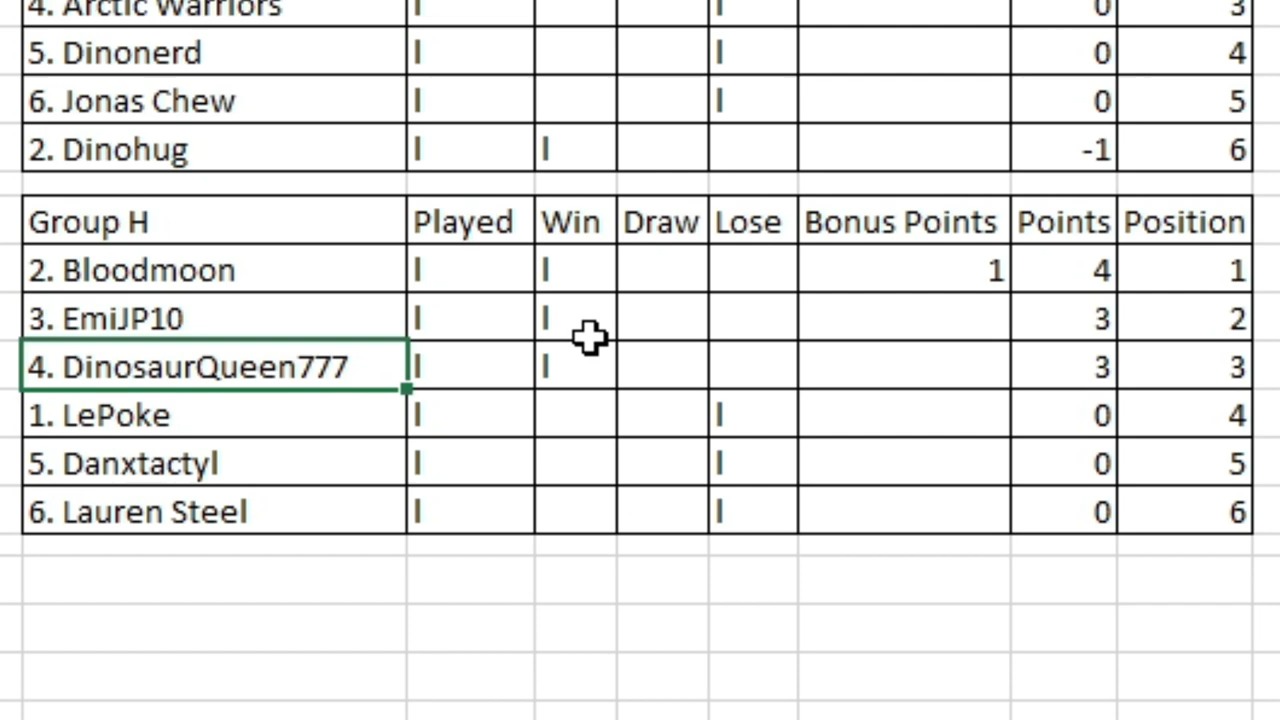 4. Arctic Warriors l l 0 3
5. Dinonerd l l 0 4
6. Jonas Chew l l 0 5
2. Dinohug l l -1 6
Group H Played Win Draw Lose Bonus Points Points Position
2. Bloodmoon l l 1 4 1
3. EmiJP10 l l 3 2
4. DinosaurQueen777 l l 3 3
1. LePoke l l 0 4
5. Danxtactyl l l 0 5
6. Lauren Steel l l 0 6